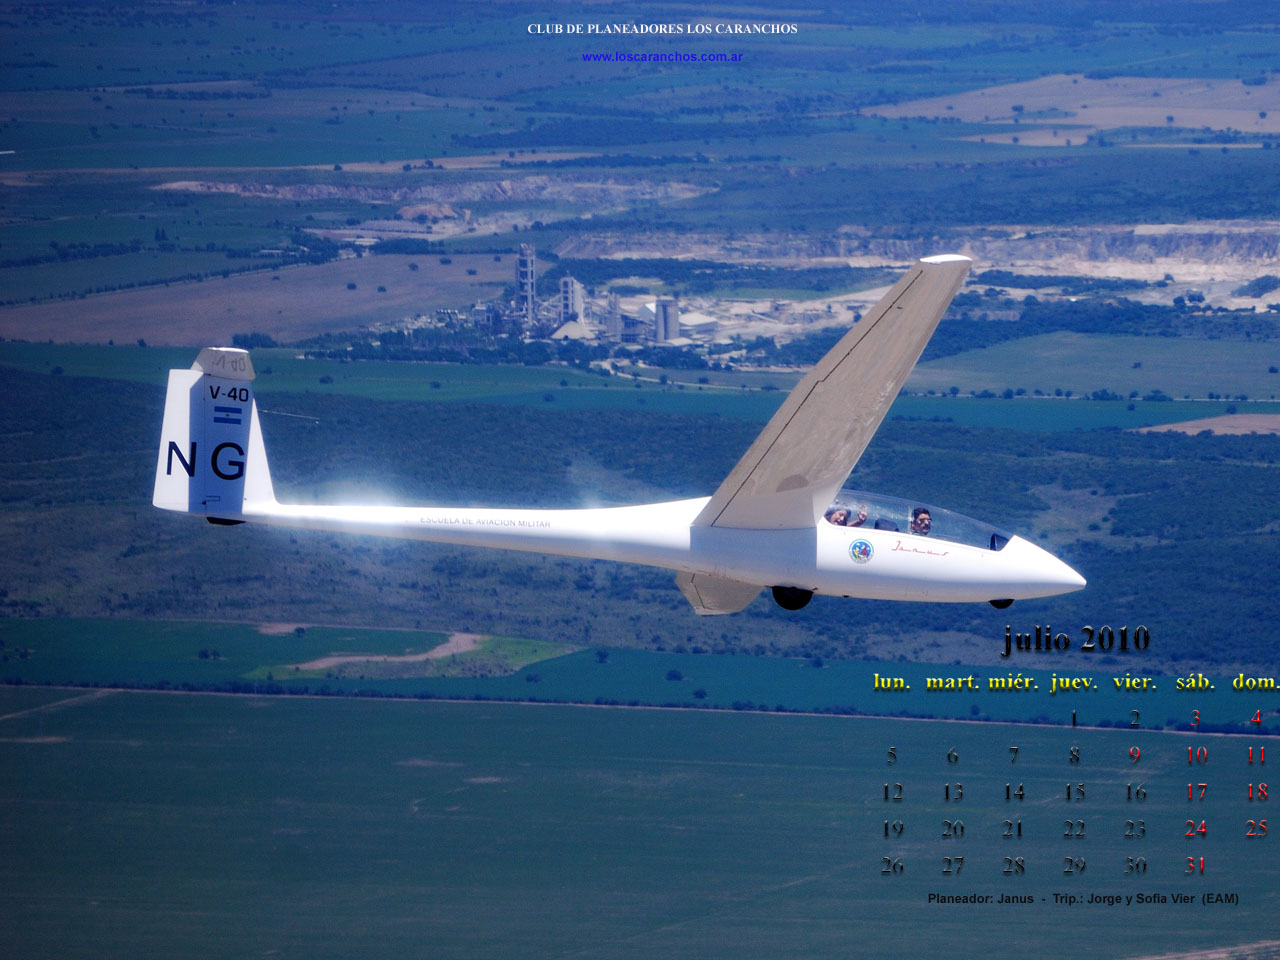 CLUB DE PLANEADORES LOS CARANCHOS
www.loscaranchos.com.ar
V-40
V-40
NG
ESCUELA DE AVIACION MILITAR
Janus
julio 2010
lun. mart. miér. juev. vier. sáb. dom.
1 2 3 4
5 6 7 8 9 10 11
12 13 14 15 16 17 18
19 20 21 22 23 24 25
26 27 28 29 30 31
Planeador: Janus - Trip.: Jorge y Sofia Vier (EAM)